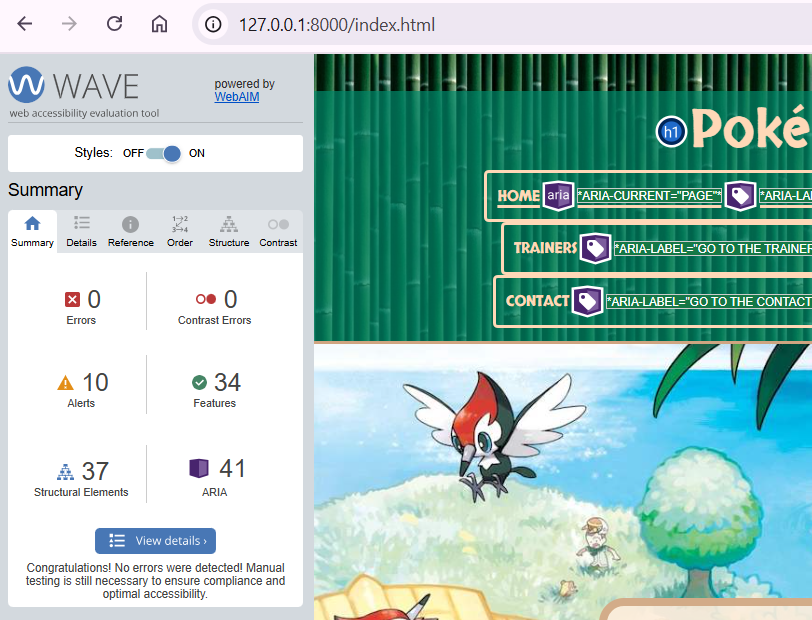 127.0.0.1:8000/index.html
WAVE
web accessibility evaluation tool
powered by
WebAIM
Styles: OFF ON
Summary
Summary Details Reference Order Structure Contrast
0
Errors
0
Contrast Errors
10
Alerts
34
Features
37
Structural Elements
41
ARIA
View details ›
Congratulations! No errors were detected! Manual
testing is still necessary to ensure compliance and
optimal accessibility.
h1 Poké
HOME aria *ARIA-CURRENT="PAGE"* *ARIA-LA
TRAINERS *ARIA-LABEL="GO TO THE TRAINER
CONTACT *ARIA-LABEL="GO TO THE CONTACT